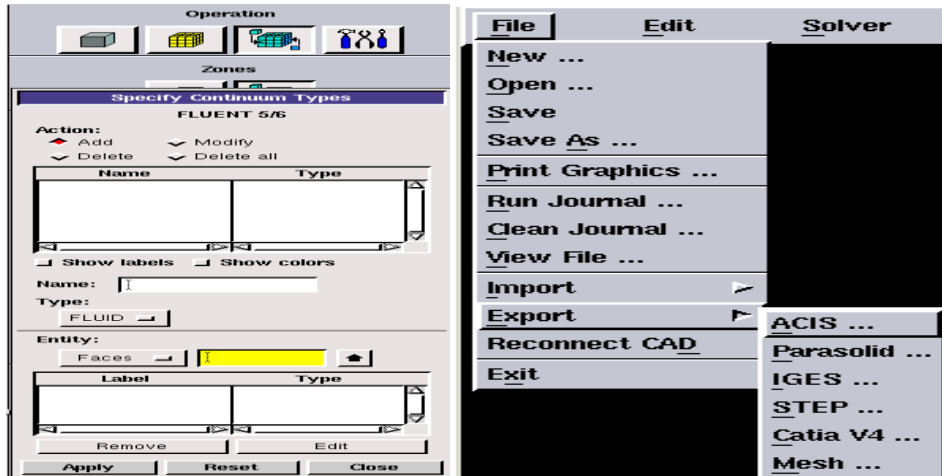 Operation
Zones
Specify Continuum Types
FLUENT 5/6
Action:
Add Modify
Delete Delete all
Name Type
Show labels Show colors
Name:
Type:
FLUID
Entity:
Faces
Label Type
Remove Edit
Apply Reset Close
File Edit Solver
New ...
Open ...
Save
Save As ...
Print Graphics ...
Run Journal ...
Clean Journal ...
View File ...
Import
Export
Reconnect CAD
Exit
ACIS ...
Parasolid ...
IGES ...
STEP ...
Catia V4 ...
Mesh ...